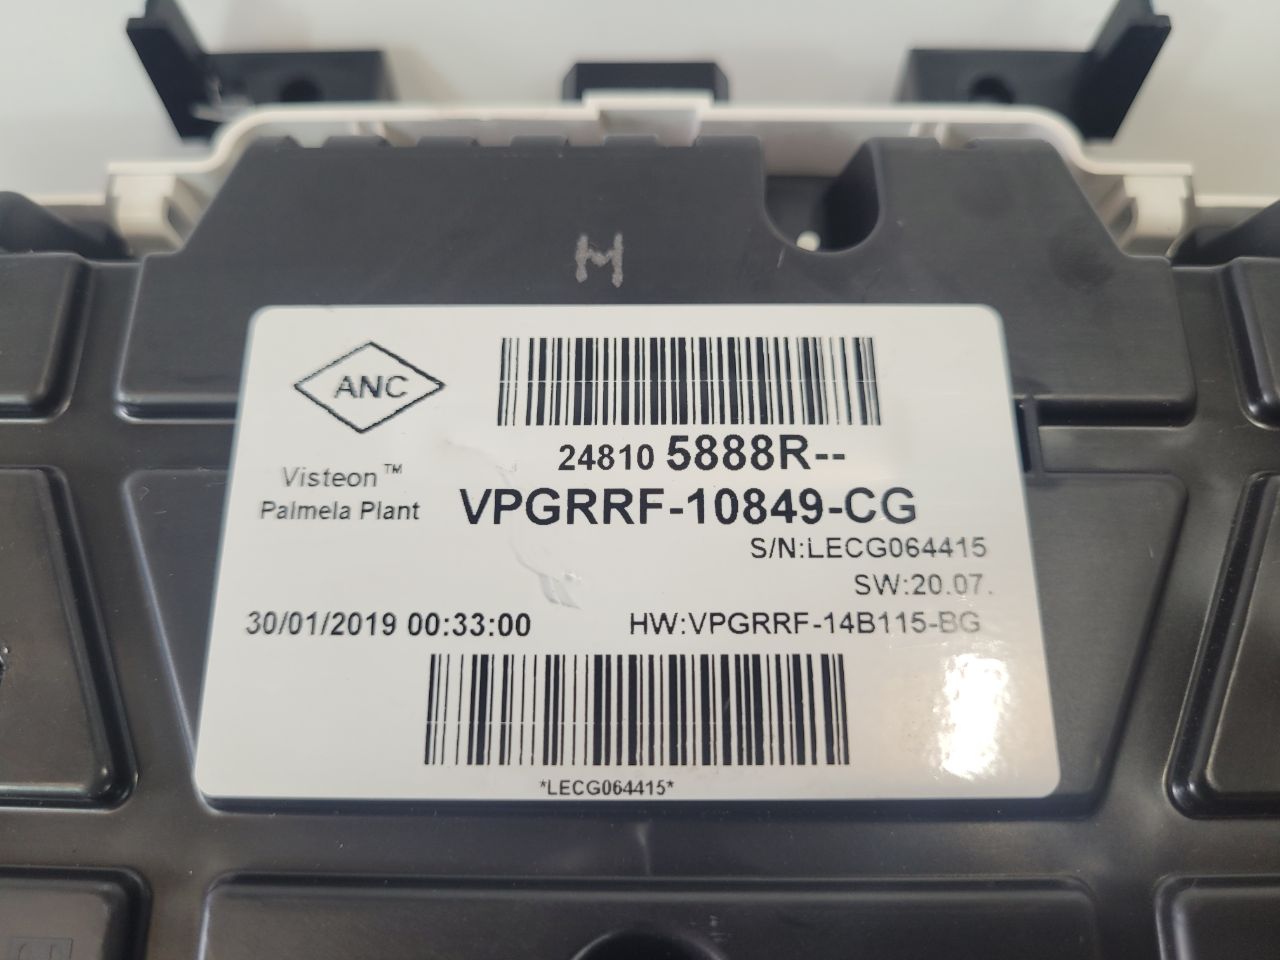 M
ANC
24810 5888R--
Visteon™
Palmela Plant
VPGRRF-10849-CG
S/N:LECG064415
SW:20.07.
30/01/2019 00:33:00
HW:VPGRRF-14B115-BG
*LECG064415*